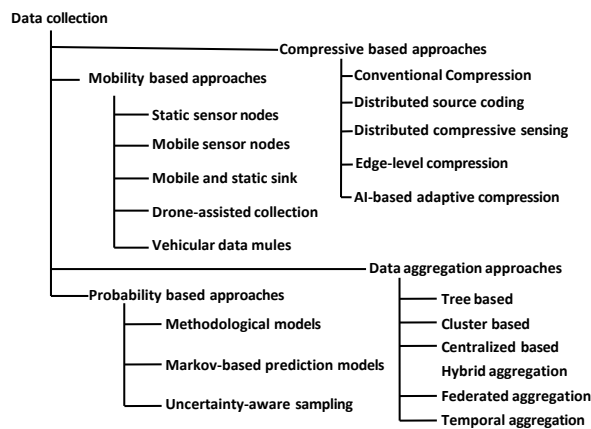 Data collection
Compressive based approaches
Conventional Compression
Distributed source coding
Distributed compressive sensing
Edge-level compression
AI-based adaptive compression
Mobility based approaches
Static sensor nodes
Mobile sensor nodes
Mobile and static sink
Drone-assisted collection
Vehicular data mules
Data aggregation approaches
Tree based
Cluster based
Centralized based
Hybrid aggregation
Federated aggregation
Temporal aggregation
Probability based approaches
Methodological models
Markov-based prediction models
Uncertainty-aware sampling